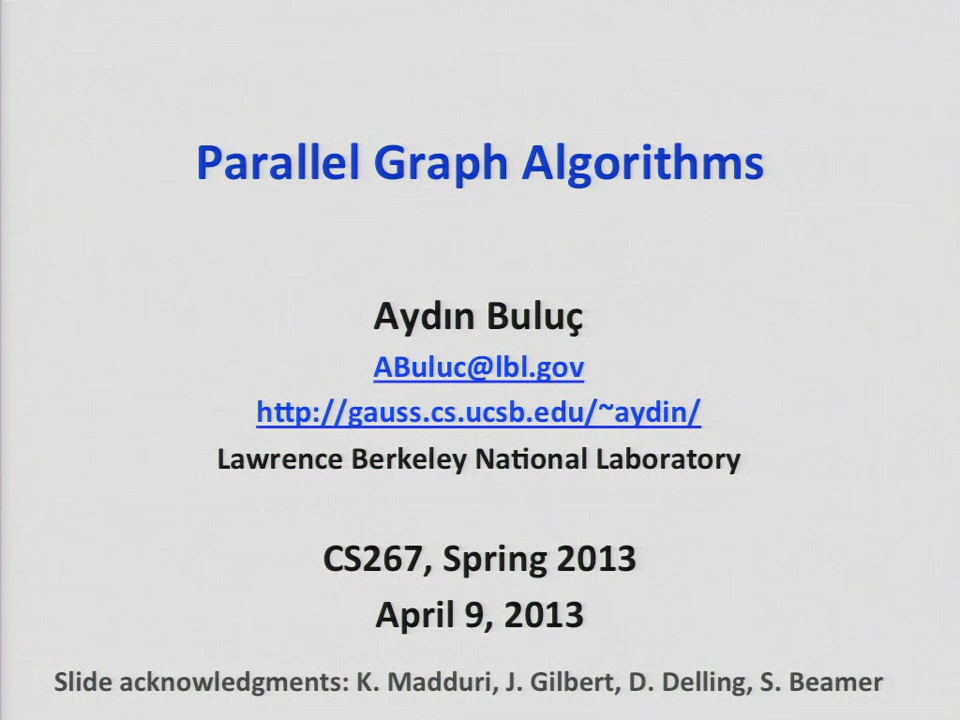 Parallel Graph Algorithms
Aydın Buluç
ABuluc@lbl.gov
http://gauss.cs.ucsb.edu/~aydin/
Lawrence Berkeley National Laboratory
CS267, Spring 2013
April 9, 2013
Slide acknowledgments: K. Madduri, J. Gilbert, D. Delling, S. Beamer